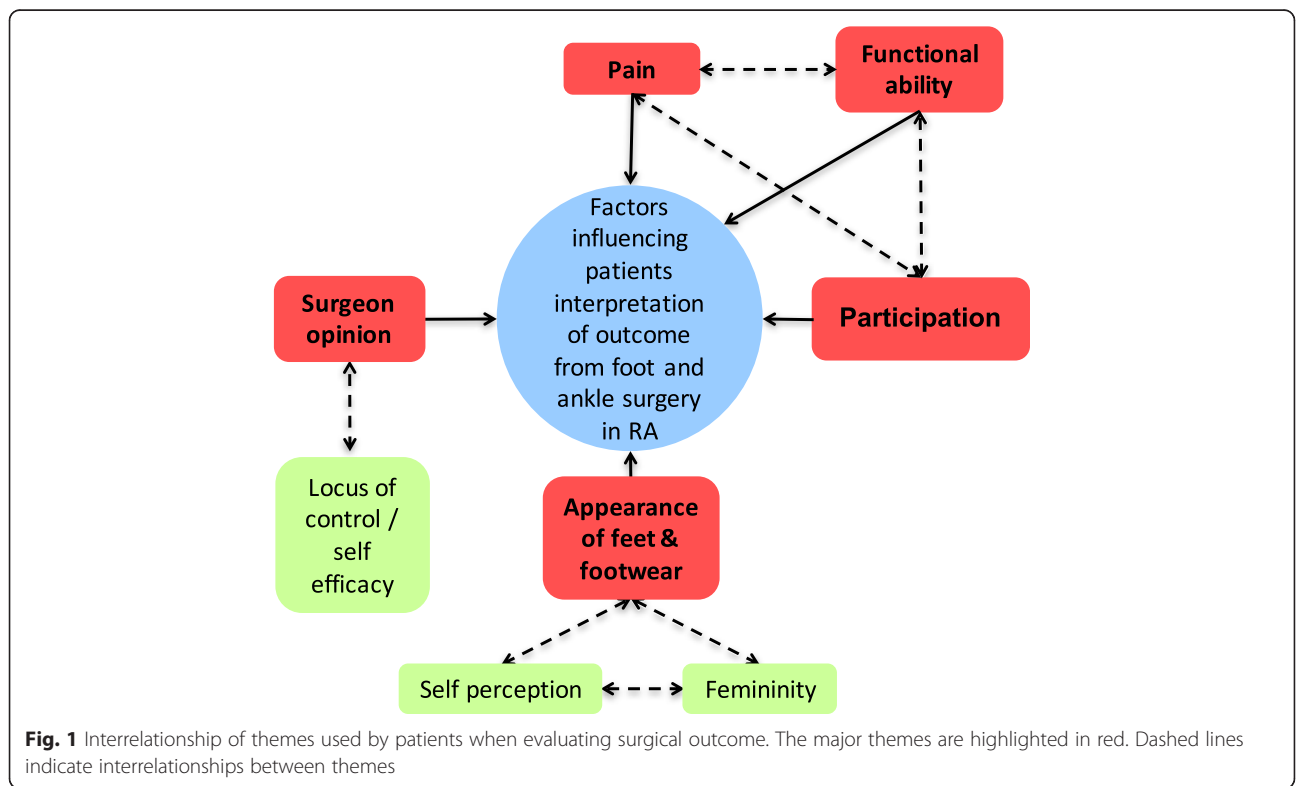 Pain
Functional
ability
Factors
influencing
patients
interpretation
of outcome
from foot and
ankle surgery
in RA
Surgeon
opinion
Participation
Locus of
control /
self
efficacy
Appearance
of feet &
footwear
Self perception
Femininity
Fig. 1 Interrelationship of themes used by patients when evaluating surgical outcome. The major themes are highlighted in red. Dashed lines
indicate interrelationships between themes